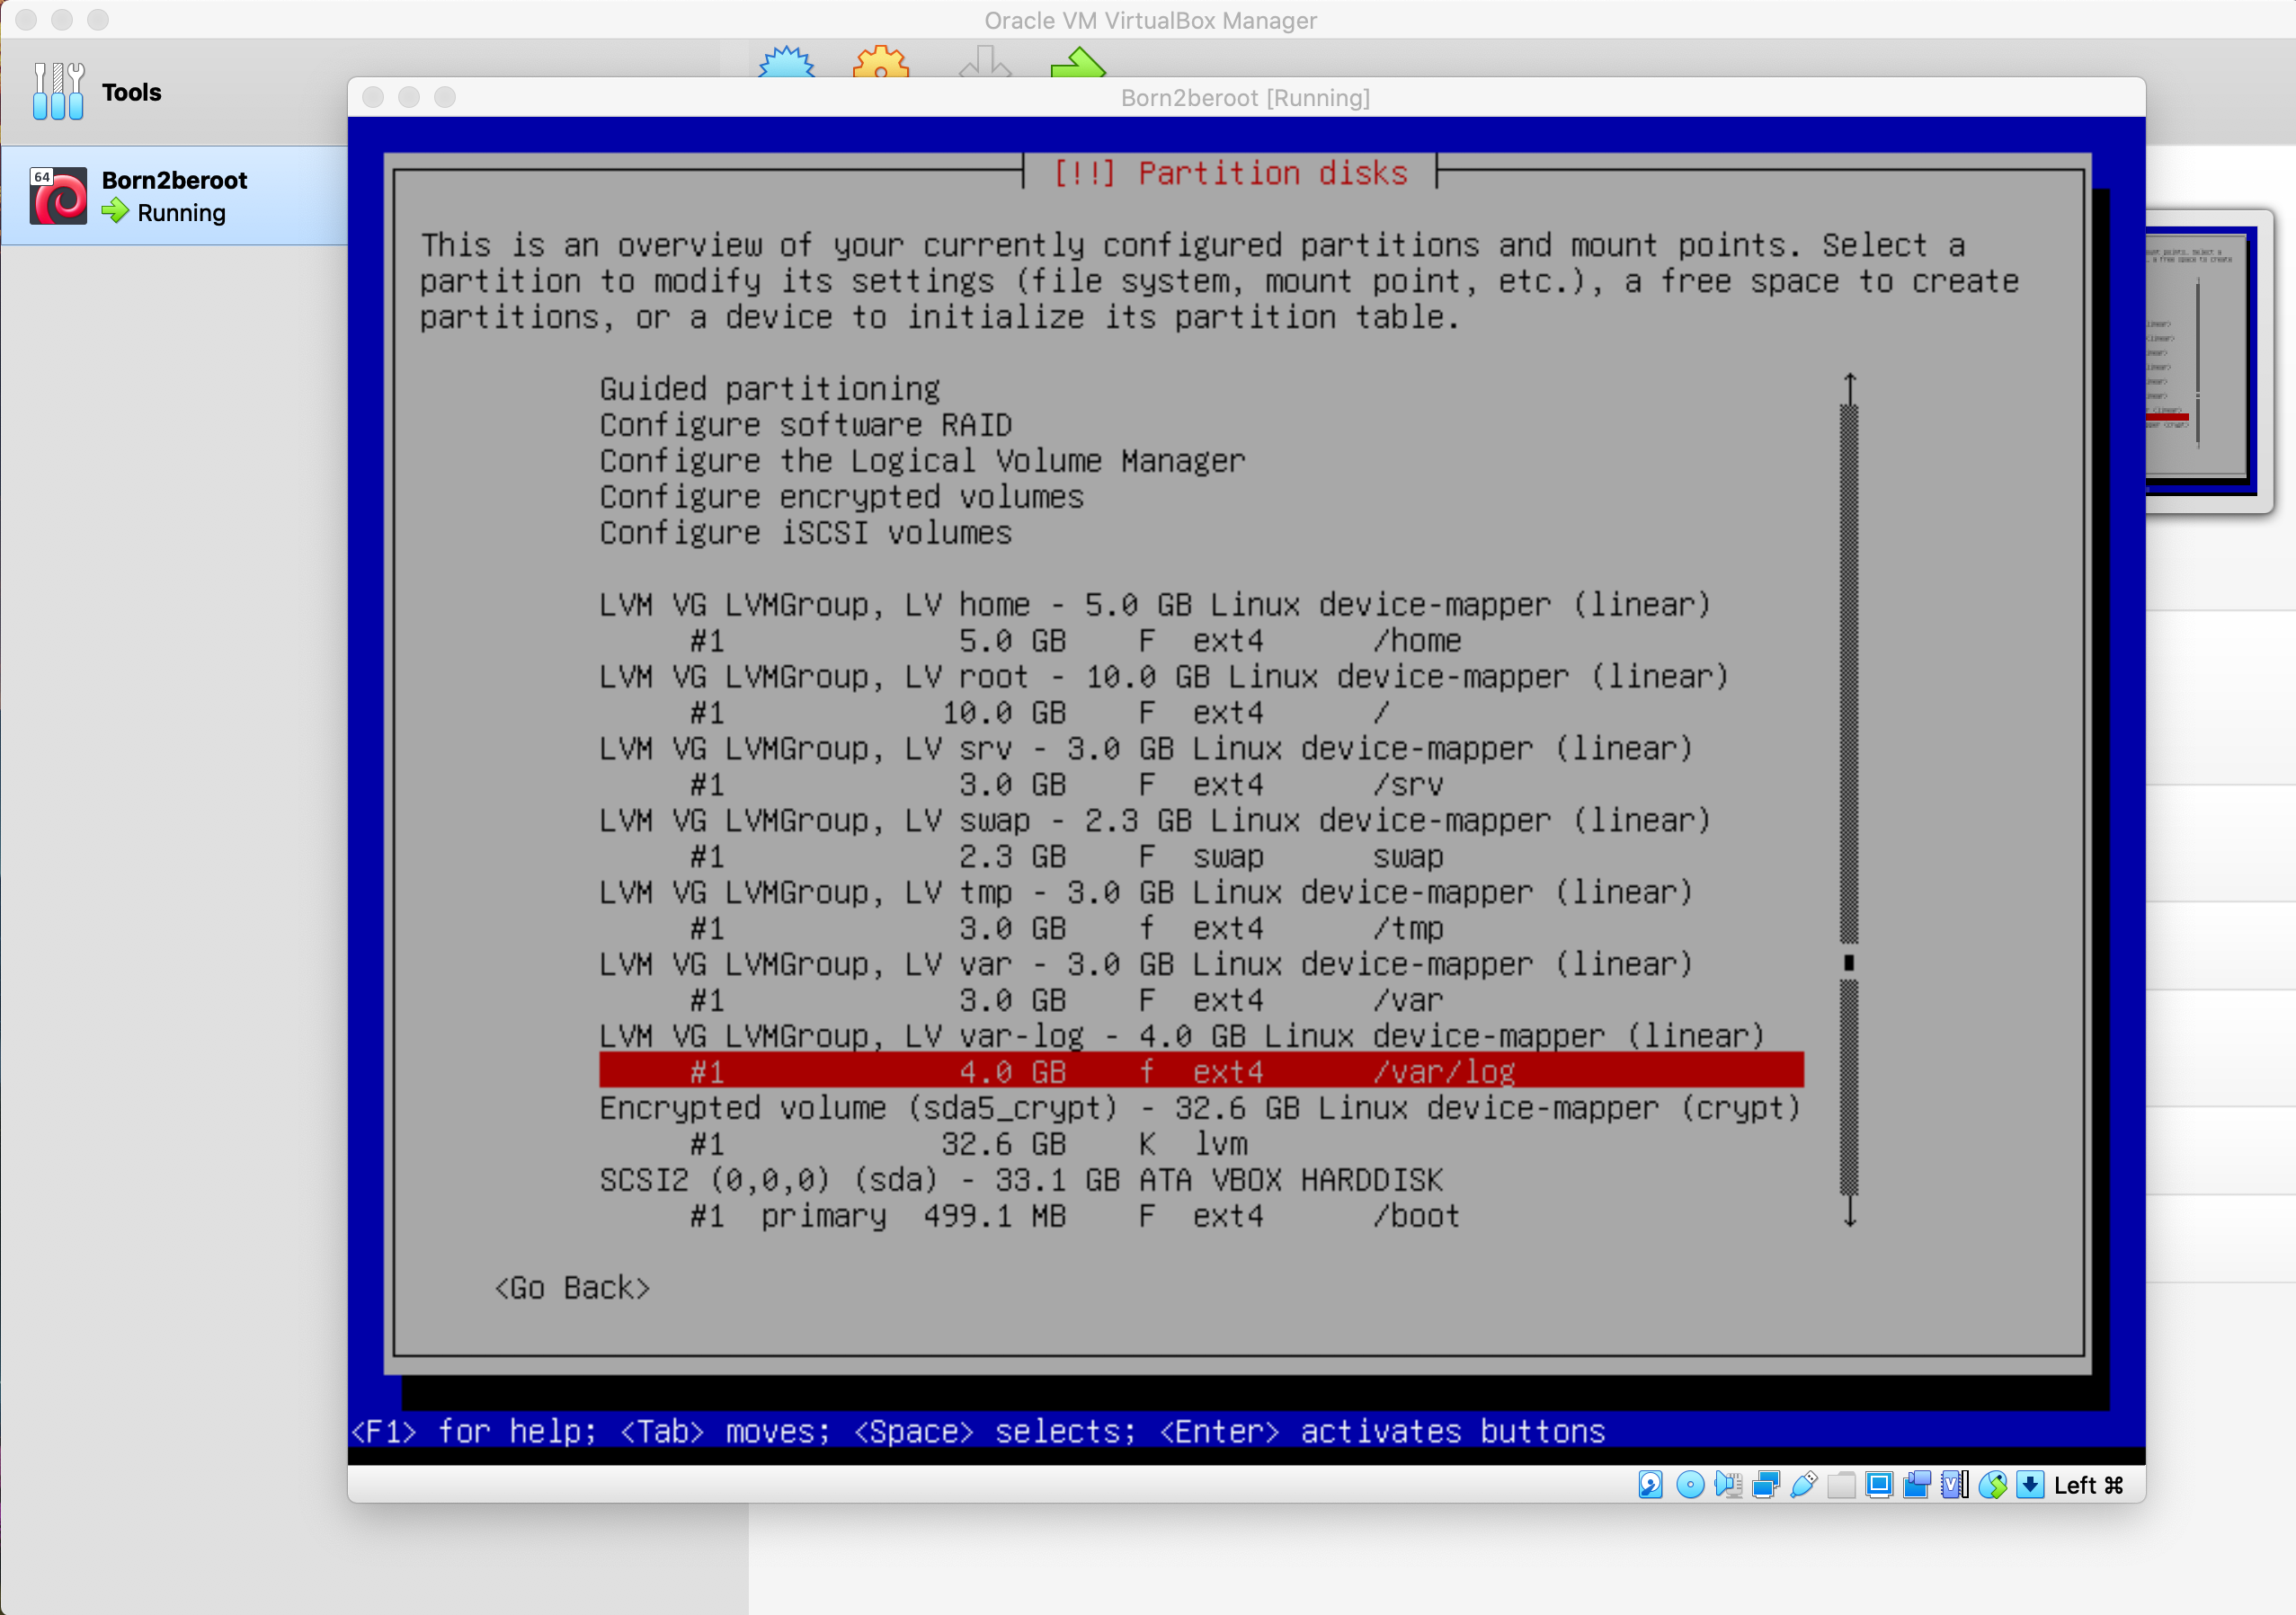 Oracle VM VirtualBox Manager
Tools
Born2beroot [Running]
64
Born2beroot
Running
[!!] Partition disks
This is an overview of your currently configured partitions and mount points. Select a
partition to modify its settings (file system, mount point, etc.), a free space to create
partitions, or a device to initialize its partition table.
Guided partitioning
Configure software RAID
Configure the Logical Volume Manager
Configure encrypted volumes
Configure iSCSI volumes
LVM VG LVMGroup, LV home - 5.0 GB Linux device-mapper (linear)
#1 5.0 GB F ext4 /home
LVM VG LVMGroup, LV root - 10.0 GB Linux device-mapper (linear)
#1 10.0 GB F ext4 /
LVM VG LVMGroup, LV srv - 3.0 GB Linux device-mapper (linear)
#1 3.0 GB F ext4 /srv
LVM VG LVMGroup, LV swap - 2.3 GB Linux device-mapper (linear)
#1 2.3 GB F swap swap
LVM VG LVMGroup, LV tmp - 3.0 GB Linux device-mapper (linear)
#1 3.0 GB f ext4 /tmp
LVM VG LVMGroup, LV var - 3.0 GB Linux device-mapper (linear)
#1 3.0 GB F ext4 /var
LVM VG LVMGroup, LV var-log - 4.0 GB Linux device-mapper (linear)
#1 4.0 GB f ext4 /var/log
Encrypted volume (sda5_crypt) - 32.6 GB Linux device-mapper (crypt)
#1 32.6 GB K lvm
SCSI2 (0,0,0) (sda) - 33.1 GB ATA VBOX HARDDISK
#1 primary 499.1 MB F ext4 /boot
<Go Back>
<F1> for help; <Tab> moves; <Space> selects; <Enter> activates buttons
Left ⌘